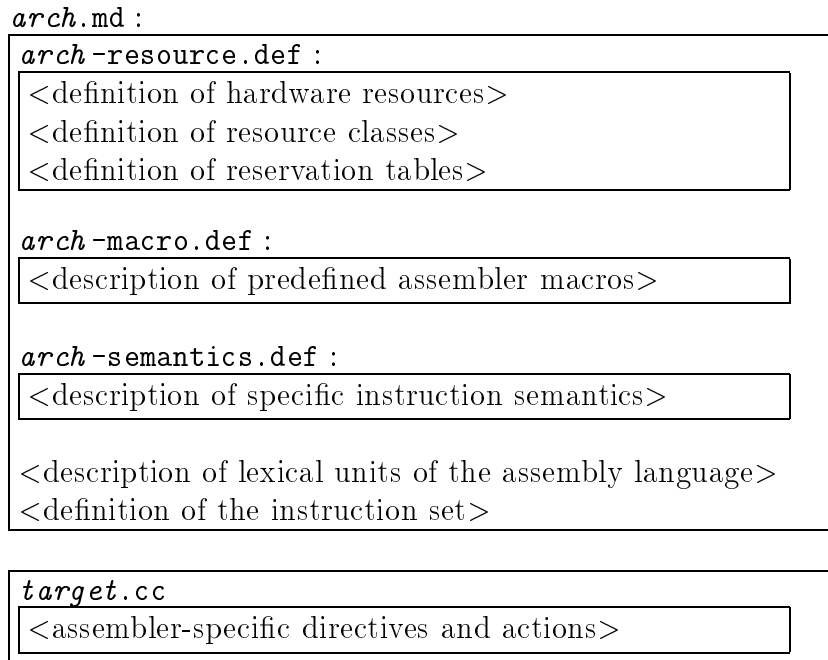 arch.md :
arch-resource.def :
<definition of hardware resources>
<definition of resource classes>
<definition of reservation tables>
arch-macro.def :
<description of predefined assembler macros>
arch-semantics.def :
<description of specific instruction semantics>
<description of lexical units of the assembly language>
<definition of the instruction set>
target.cc
<assembler-specific directives and actions>